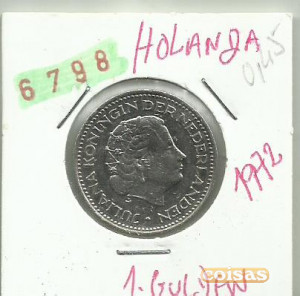 HOLANDA
6798
0,45
JULIANA KONINGIN DER NEDERLANDEN
1972
1. GULDEN
coisas